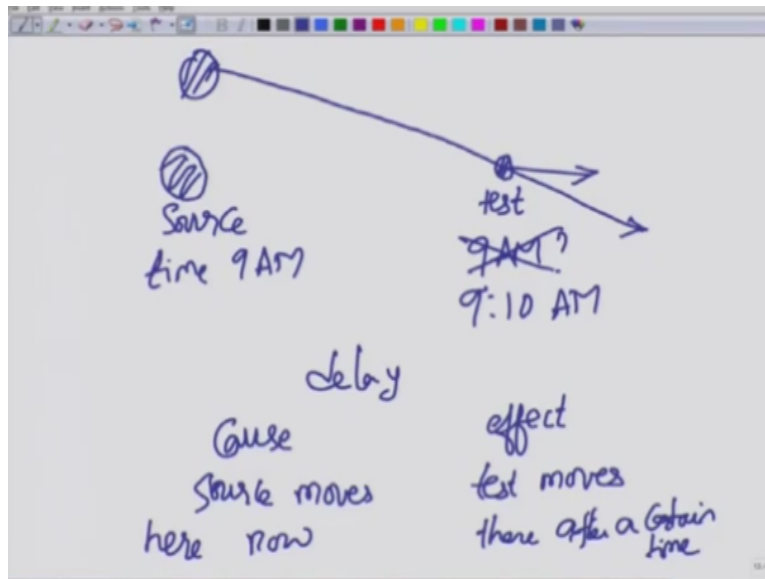 Source
test
time 9 AM
9 AM?
9:10 AM
delay
Cause
effect
Source moves
test moves
here now
there after a Certain
time